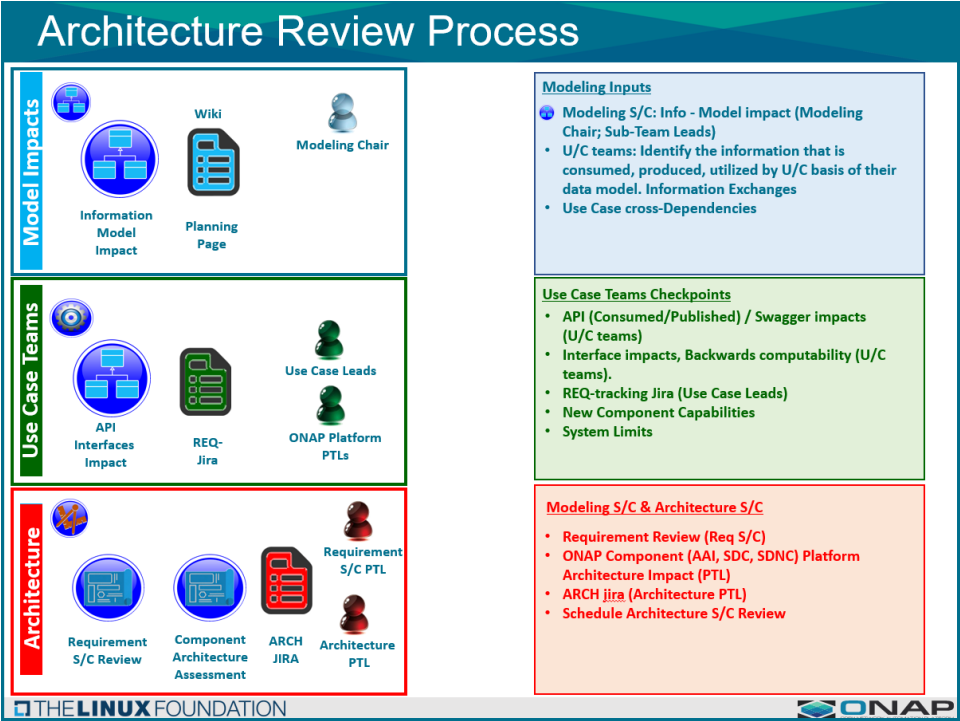 Architecture Review Process
Model Impacts
Wiki
Modeling Chair
Information
Model
Impact
Planning
Page
Modeling Inputs
Modeling S/C: Info - Model impact (Modeling
Chair; Sub-Team Leads)
• U/C teams: Identify the information that is
consumed, produced, utilized by U/C basis of their
data model. Information Exchanges
• Use Case cross-Dependencies
Use Case Teams
Use Case Leads
ONAP Platform
PTLs
API
Interfaces
Impact
REQ-
Jira
Use Case Teams Checkpoints
• API (Consumed/Published) / Swagger impacts
(U/C teams)
• Interface impacts, Backwards computability (U/C
teams).
• REQ-tracking Jira (Use Case Leads)
• New Component Capabilities
• System Limits
Architecture
Requirement
S/C PTL
Requirement
S/C Review
Component
Architecture
Assessment
ARCH
JIRA
Architecture
PTL
Modeling S/C & Architecture S/C
• Requirement Review (Req S/C)
• ONAP Component (AAI, SDC, SDNC) Platform
Architecture Impact (PTL)
• ARCH jira (Architecture PTL)
• Schedule Architecture S/C Review
THE LINUX FOUNDATION
ONAP